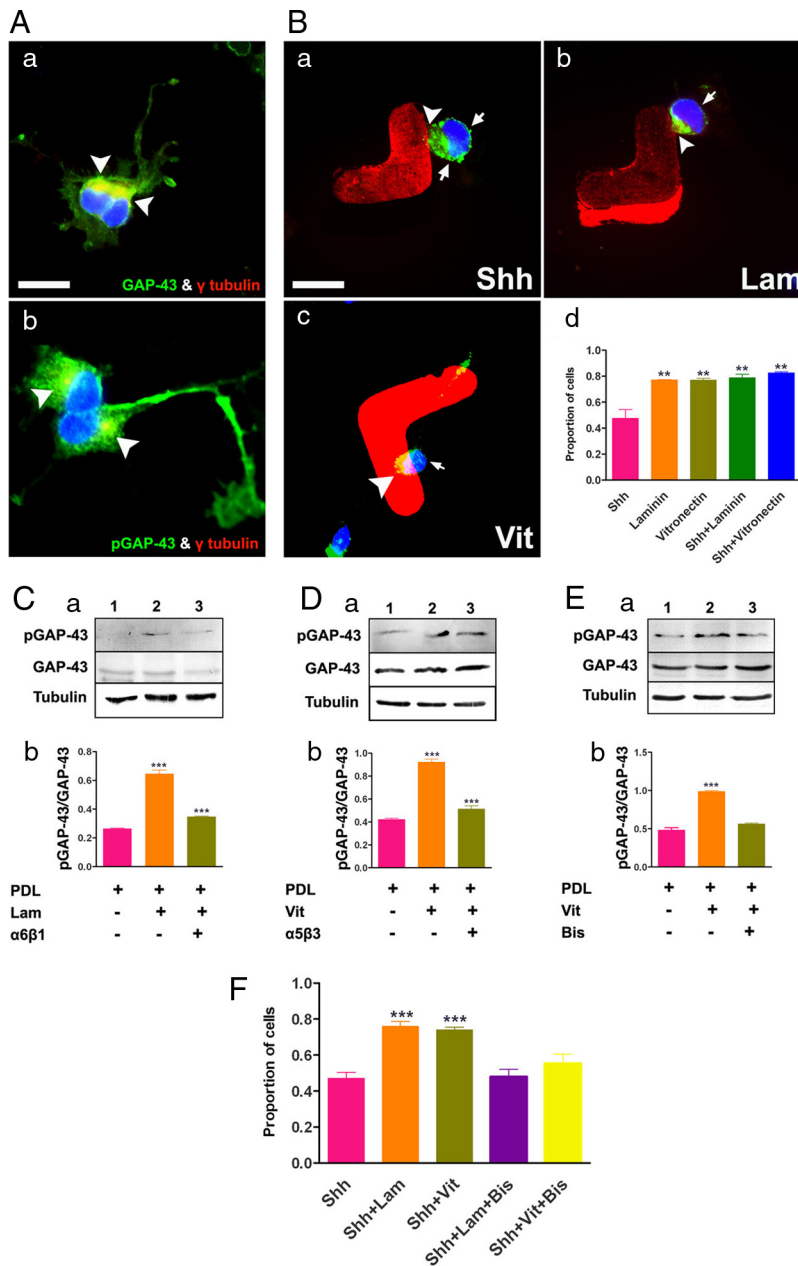 A
B
a
a
b
GAP-43 & γ tubulin
Shh
Lam
b
c
d
pGAP-43 & γ tubulin
Vit
Proportion of cells
1.0
0.8
0.6
0.4
0.2
0.0
** ** ** **
Shh
Laminin
Vitronectin
Shh+Laminin
Shh+Vitronectin
C
a
1 2 3
pGAP-43
GAP-43
Tubulin
b
pGAP-43/GAP-43
0.8
0.6
0.4
0.2
0.0
*** ***
PDL + + +
Lam - + +
α6β1 - - +
D
a
1 2 3
pGAP-43
GAP-43
Tubulin
b
pGAP-43/GAP-43
1.0
0.8
0.6
0.4
0.2
0.0
*** ***
PDL + + +
Vit - + +
α5β3 - - +
E
a
1 2 3
pGAP-43
GAP-43
Tubulin
b
pGAP-43/GAP-43
1.5
1.0
0.5
0.0
***
PDL + + +
Vit - + +
Bis - - +
F
Proportion of cells
1.0
0.8
0.6
0.4
0.2
0.0
*** ***
Shh
Shh+Lam
Shh+Vit
Shh+Lam+Bis
Shh+Vit+Bis